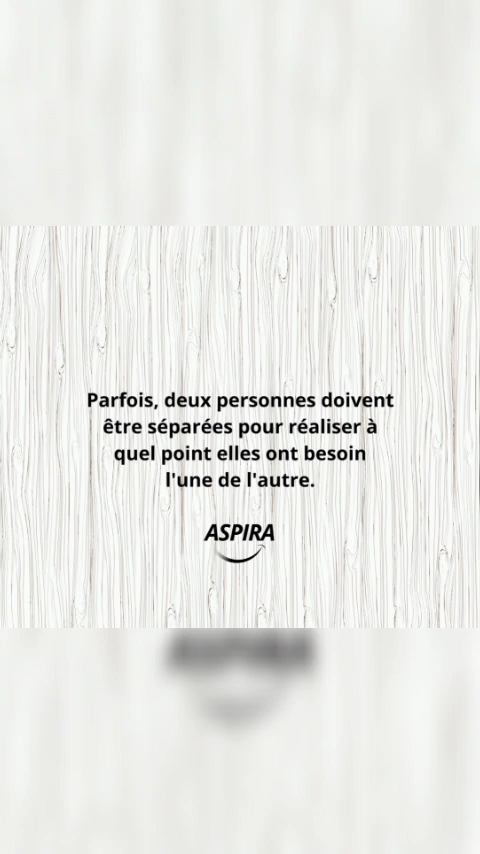 Parfois, deux personnes doivent
être séparées pour réaliser à
quel point elles ont besoin
l'une de l'autre.
ASPIRA